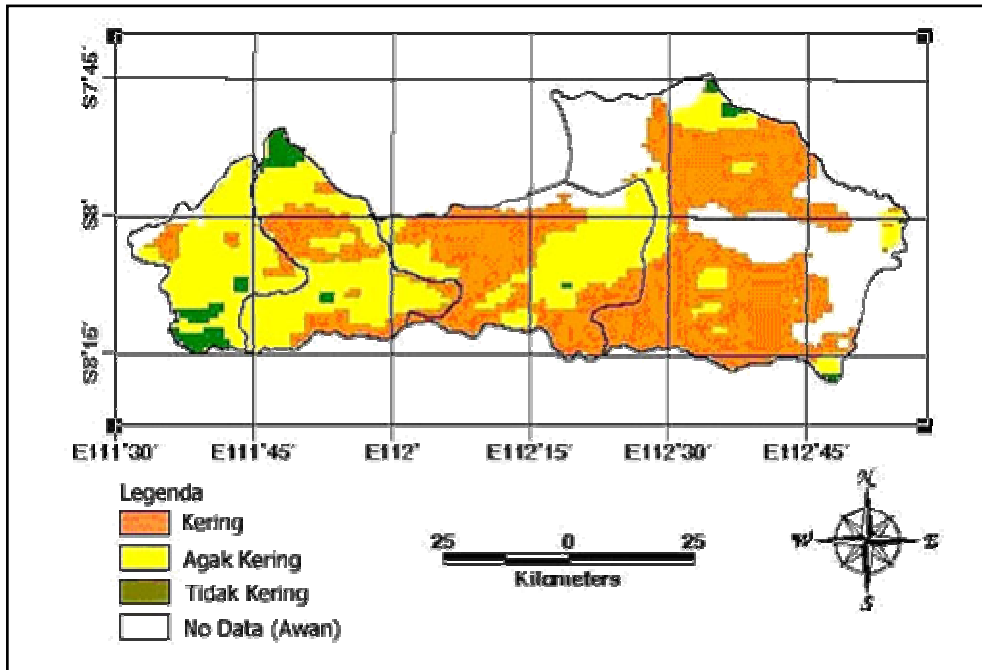 S7°45'
S8°
S8°15'
E111°30' E111°45' E112° E112°15' E112°30' E112°45'
Legenda
Kering
Agak Kering
Tidak Kering
No Data (Awan)
25 0 25
Kilometers
N
W E
S